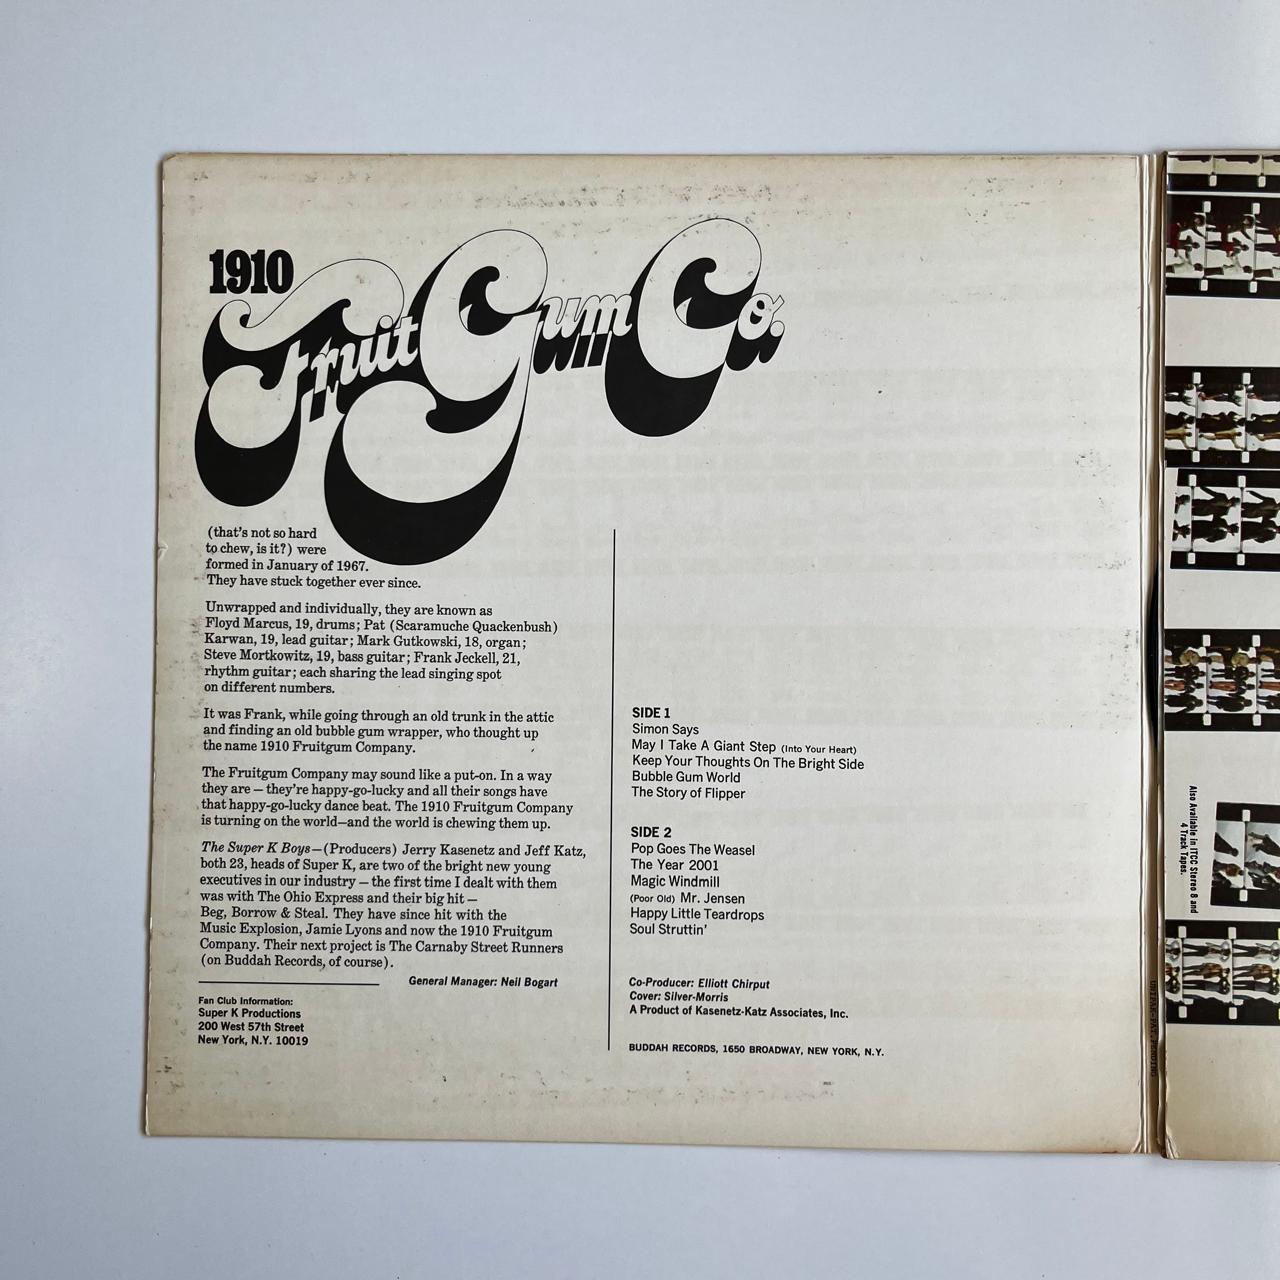 1910
Fruit Gum Co.
(that's not so hard
to chew, is it?) were
formed in January of 1967.
They have stuck together ever since.
Unwrapped and individually, they are known as
Floyd Marcus, 19, drums; Pat (Scaramuche Quackenbush)
Karwan, 19, lead guitar; Mark Gutkowski, 18, organ;
Steve Mortkowitz, 19, bass guitar; Frank Jeckell, 21,
rhythm guitar; each sharing the lead singing spot
on different numbers.
It was Frank, while going through an old trunk in the attic
and finding an old bubble gum wrapper, who thought up
the name 1910 Fruitgum Company.
The Fruitgum Company may sound like a put-on. In a way
they are — they're happy-go-lucky and all their songs have
that happy-go-lucky dance beat. The 1910 Fruitgum Company
is turning on the world—and the world is chewing them up.
The Super K Boys—(Producers) Jerry Kasenetz and Jeff Katz,
both 23, heads of Super K, are two of the bright new young
executives in our industry — the first time I dealt with them
was with The Ohio Express and their big hit —
Beg, Borrow & Steal. They have since hit with the
Music Explosion, Jamie Lyons and now the 1910 Fruitgum
Company. Their next project is The Carnaby Street Runners
(on Buddah Records, of course).
General Manager: Neil Bogart
Fan Club Information:
Super K Productions
200 West 57th Street
New York, N.Y. 10019
SIDE 1
Simon Says
May I Take A Giant Step (Into Your Heart)
Keep Your Thoughts On The Bright Side
Bubble Gum World
The Story of Flipper
SIDE 2
Pop Goes The Weasel
The Year 2001
Magic Windmill
(Poor Old) Mr. Jensen
Happy Little Teardrops
Soul Struttin'
Co-Producer: Elliott Chirput
Cover: Silver-Morris
A Product of Kasenetz-Katz Associates, Inc.
BUDDAH RECORDS, 1650 BROADWAY, NEW YORK, N.Y.
Also Available in ITCC Stereo 8 and
4 Track Tapes.
UNIPAK-PAT. PENDING